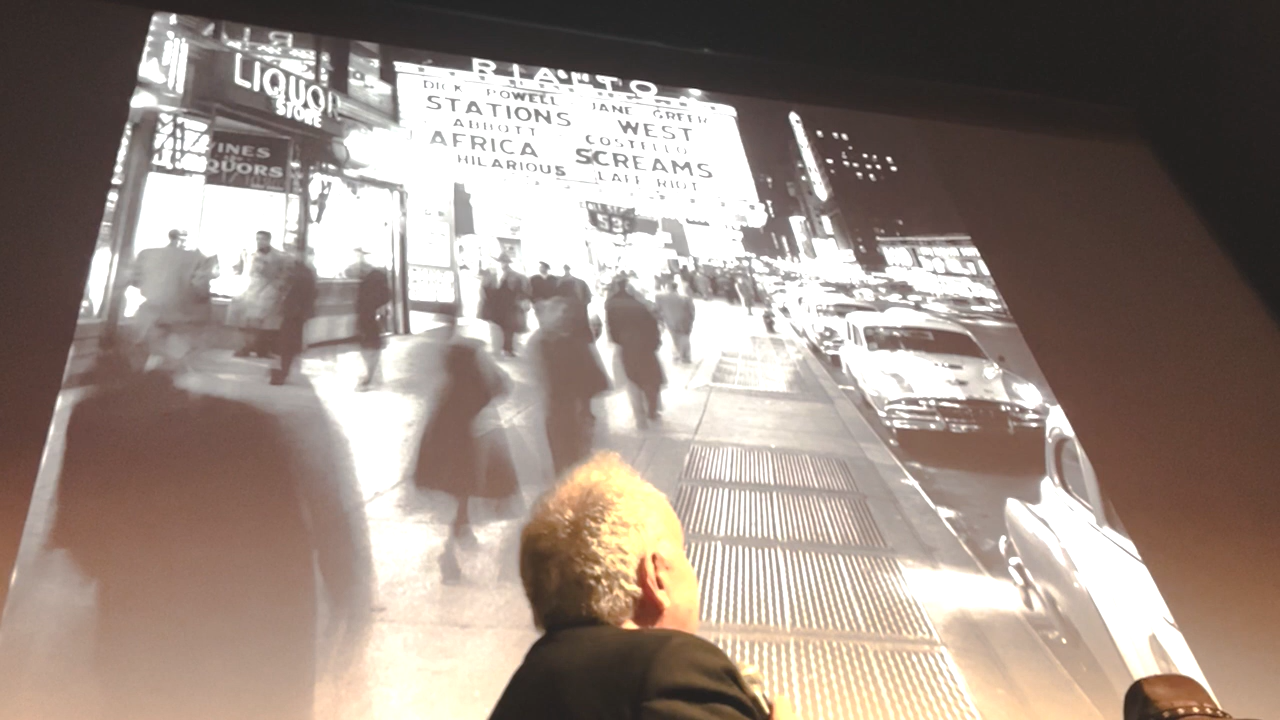 LIQUOR
STORE
WINES
LIQUORS
RIALTO
DICK POWELL JANE GREER
STATIONS WEST
ABBOTT COSTELLO
AFRICA SCREAMS
HILARIOUS LAFF RIOT